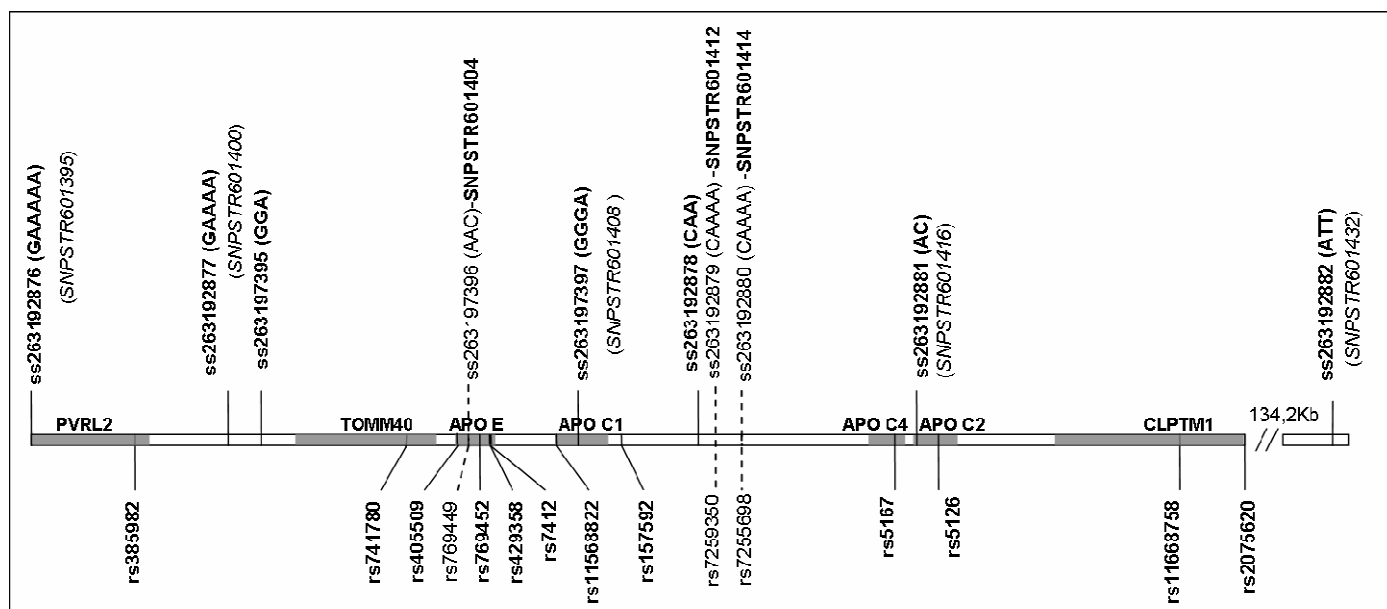 ss263192876 (GAAAAA)
(SNPSTR601395)
ss263192877 (GAAAA)
(SNPSTR601400)
ss263197395 (GGA)
ss263197396 (AAC)-SNPSTR601404
ss263197397 (GGGA)
(SNPSTR601408 )
ss263192878 (CAA)
ss263192879 (CAAAA) -SNPSTR601412
ss263192880 (CAAAA) -SNPSTR601414
ss263192881 (AC)
(SNPSTR601416)
ss263192882 (ATT)
(SNPSTR601432)
PVRL2
TOMM40
APO E
APO C1
APO C4
APO C2
CLPTM1
134,2Kb
//
rs385982
rs741780
rs405509
rs769449
rs769452
rs429358
rs7412
rs11568822
rs157592
rs7259350
rs7255698
rs5167
rs5126
rs11668758
rs2075620